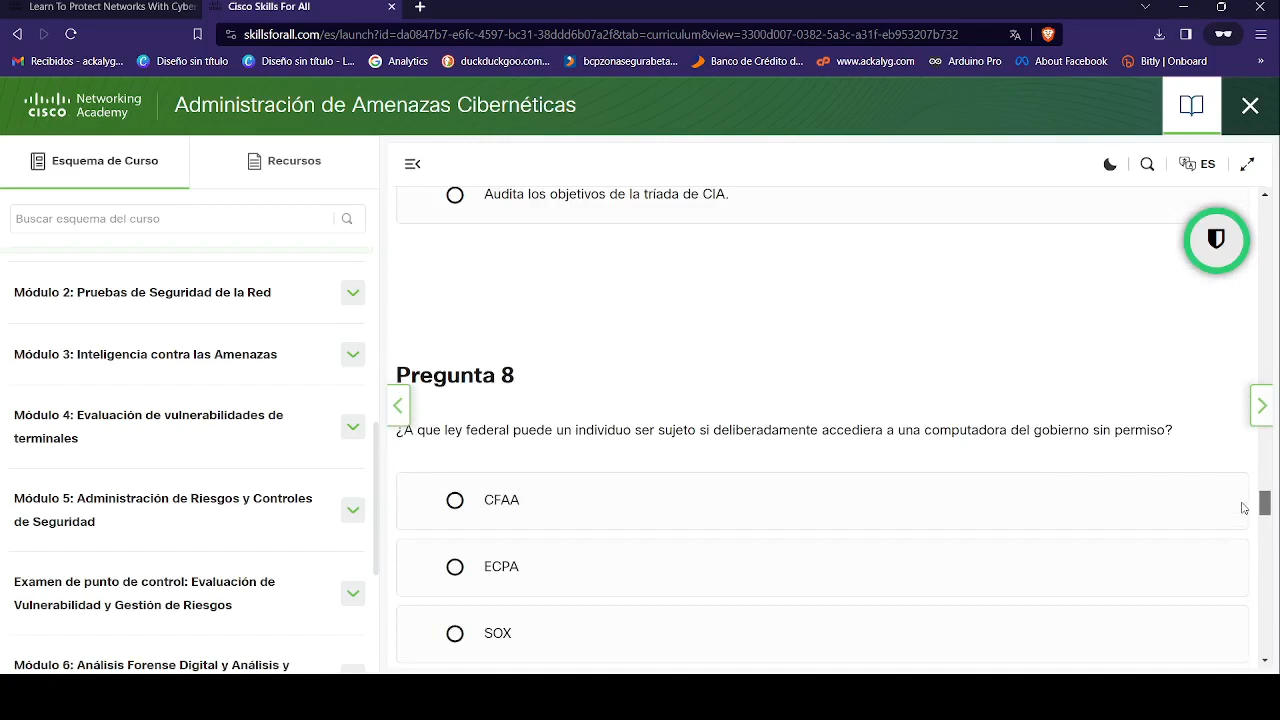 Learn To Protect Networks With Cyber
Cisco Skills For All
skillsforall.com/es/launch?id=da0847b7-e6fc-4597-bc31-38ddd6b07a2f&tab=curriculum&view=3300d007-0382-5a3c-a31f-eb953207b732
Recibidos - ackalyg... Diseño sin título Diseño sin título - L... Analytics duckduckgoo.com... bcpzonasegurabeta... Banco de Crédito d... www.ackalyg.com Arduino Pro About Facebook Bitly | Onboard »
cisco Networking Academy
Administración de Amenazas Cibernéticas
Esquema de Curso
Recursos
ES
Buscar esquema del curso
Audita los objetivos de la tríada de CIA.
Módulo 2: Pruebas de Seguridad de la Red
Módulo 3: Inteligencia contra las Amenazas
Módulo 4: Evaluación de vulnerabilidades de
terminales
Módulo 5: Administración de Riesgos y Controles
de Seguridad
Examen de punto de control: Evaluación de
Vulnerabilidad y Gestión de Riesgos
Módulo 6: Análisis Forense Digital y Análisis y
Pregunta 8
¿A que ley federal puede un individuo ser sujeto si deliberadamente accediera a una computadora del gobierno sin permiso?
CFAA
ECPA
SOX